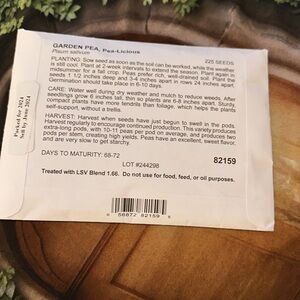 GARDEN PEA, Pea-Licious
Pisum sativum
225 SEEDS
PLANTING: Sow seed as soon as the soil can be worked, while the weather
is still cool. Plant at 2-week intervals to extend the season. Plant again in
midsummer for a fall crop. Peas prefer rich, well-drained soil. Plant the
seeds 1 1/2 inches deep and 3-4 inches apart in rows 24 inches apart.
Germination should take place in 6-10 days.
CARE: Water well during dry weather and mulch to reduce weeds. After
seedlings grow 6 inches tall, thin so plants are 6-8 inches apart. Sturdy,
compact plants have more tendrils than foliage, which helps the plants
self-support, without a trellis.
HARVEST: Harvest when seeds have just begun to swell in the pods.
Harvest regularly to encourage continued production. This variety produces
extra-long pods, with 10-11 peas per pod on average, and produces two
pods per stem, creating high yields. Peas have an excellent, sweet flavor,
and are very slow to get starchy.
DAYS TO MATURITY: 68-72
82159
LOT #244298
Treated with LSV Blend 1.66. Do not use for food, feed, or oil purposes.
0 56872 82159 5
Packed for 2024
Sell by June 2024